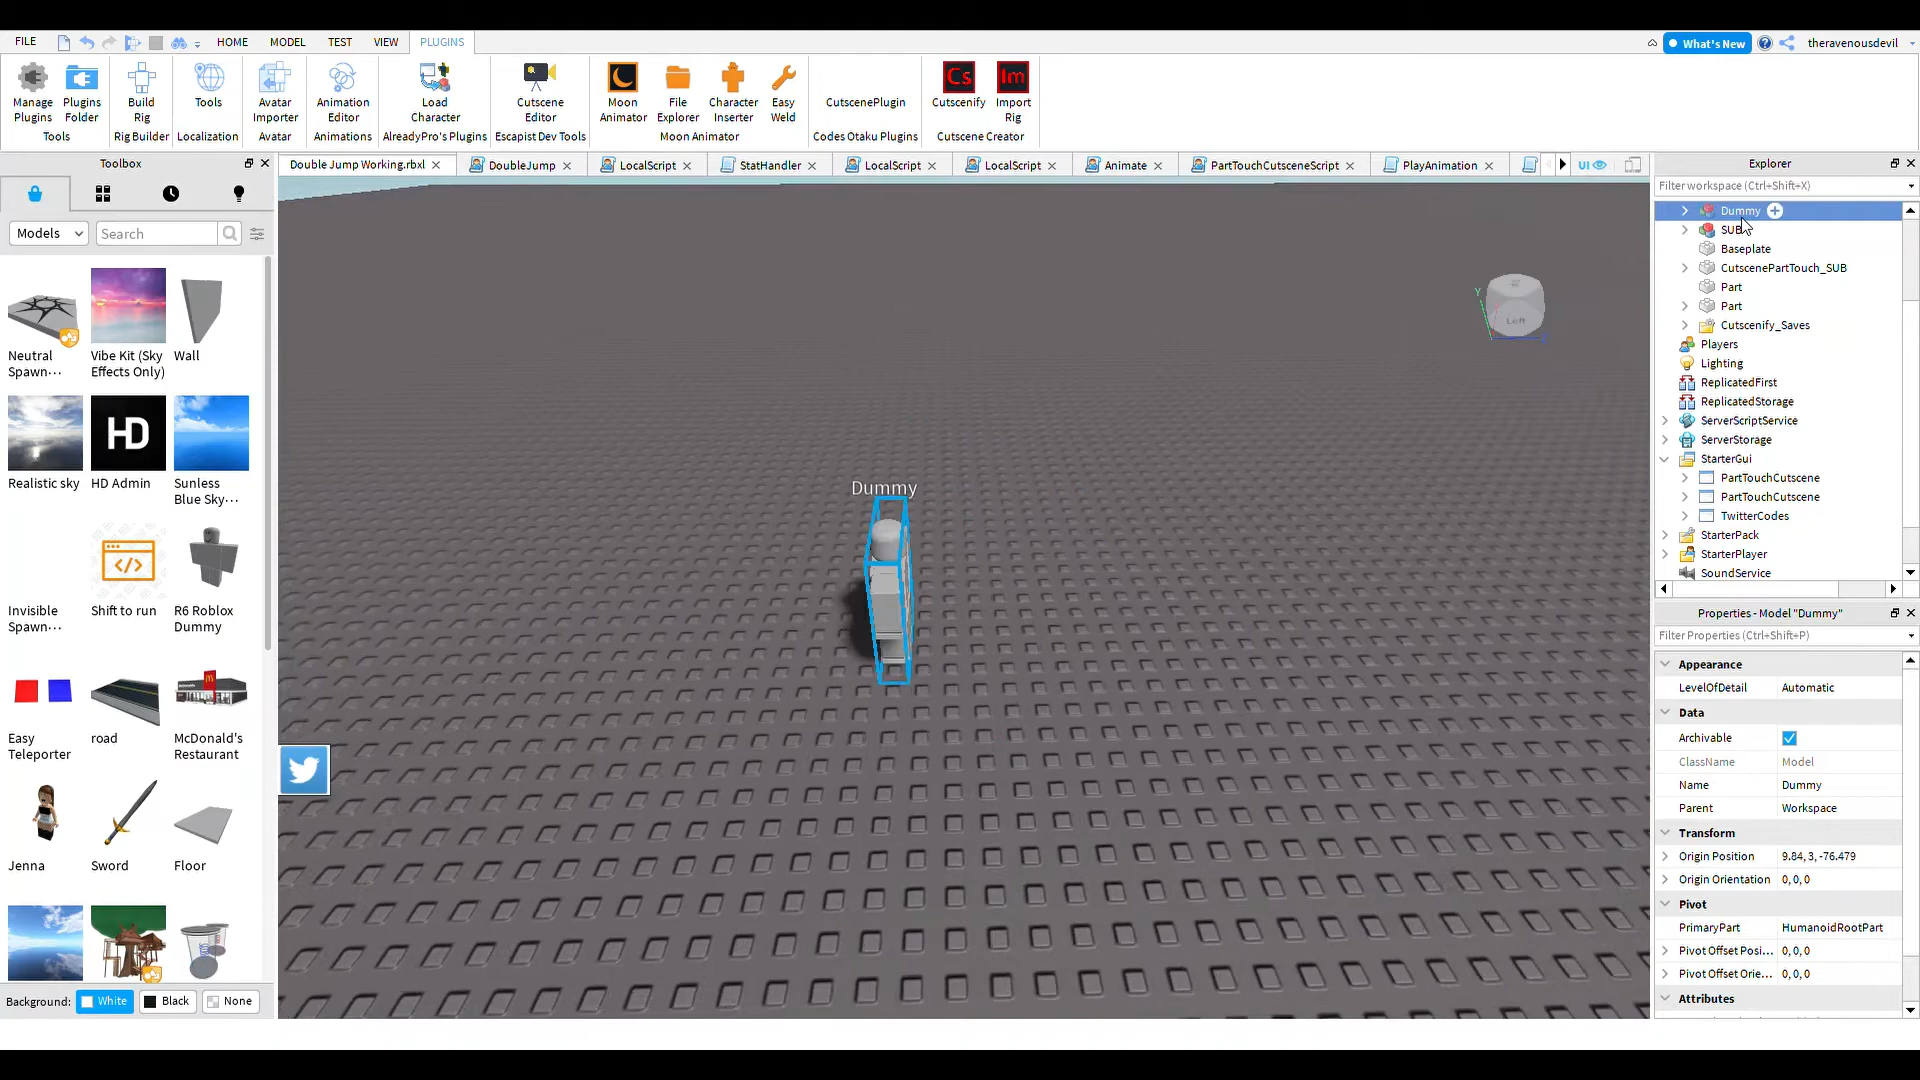 FILE
HOME
MODEL
TEST
VIEW
PLUGINS
What's New
theravenousdevil
Manage
Plugins
Plugins
Folder
Tools
Build
Rig
Rig Builder
Tools
Localization
Avatar
Importer
Avatar
Animation
Editor
Animations
Load
Character
AlreadyPro's Plugins
Cutscene
Editor
Escapist Dev Tools
Moon
Animator
File
Explorer
Character
Inserter
Easy
Weld
Moon Animator
CutscenePlugin
Codes Otaku Plugins
Cs
Cutscenify
Im
Import
Rig
Cutscene Creator
Toolbox
Double Jump Working.rbxl
DoubleJump
LocalScript
StatHandler
LocalScript
LocalScript
Animate
PartTouchCutsceneScript
PlayAnimation
UI
Models
Search
Neutral
Spawn...
Vibe Kit (Sky
Effects Only)
Wall
Realistic sky
HD
HD Admin
Sunless
Blue Sky...
Invisible
Spawn...
Shift to run
R6 Roblox
Dummy
Easy
Teleporter
road
McDonald's
Restaurant
Jenna
Sword
Floor
Background:
White
Black
None
Dummy
Y
Left
Explorer
Filter workspace (Ctrl+Shift+X)
Dummy
SUB
Baseplate
CutscenePartTouch_SUB
Part
Part
Cutscenify_Saves
Players
Lighting
ReplicatedFirst
ReplicatedStorage
ServerScriptService
ServerStorage
StarterGui
PartTouchCutscene
PartTouchCutscene
TwitterCodes
StarterPack
StarterPlayer
SoundService
Properties - Model "Dummy"
Filter Properties (Ctrl+Shift+P)
Appearance
LevelOfDetail Automatic
Data
Archivable
ClassName Model
Name Dummy
Parent Workspace
Transform
Origin Position 9.84, 3, -76.479
Origin Orientation 0, 0, 0
Pivot
PrimaryPart HumanoidRootPart
Pivot Offset Posi... 0, 0, 0
Pivot Offset Orie... 0, 0, 0
Attributes